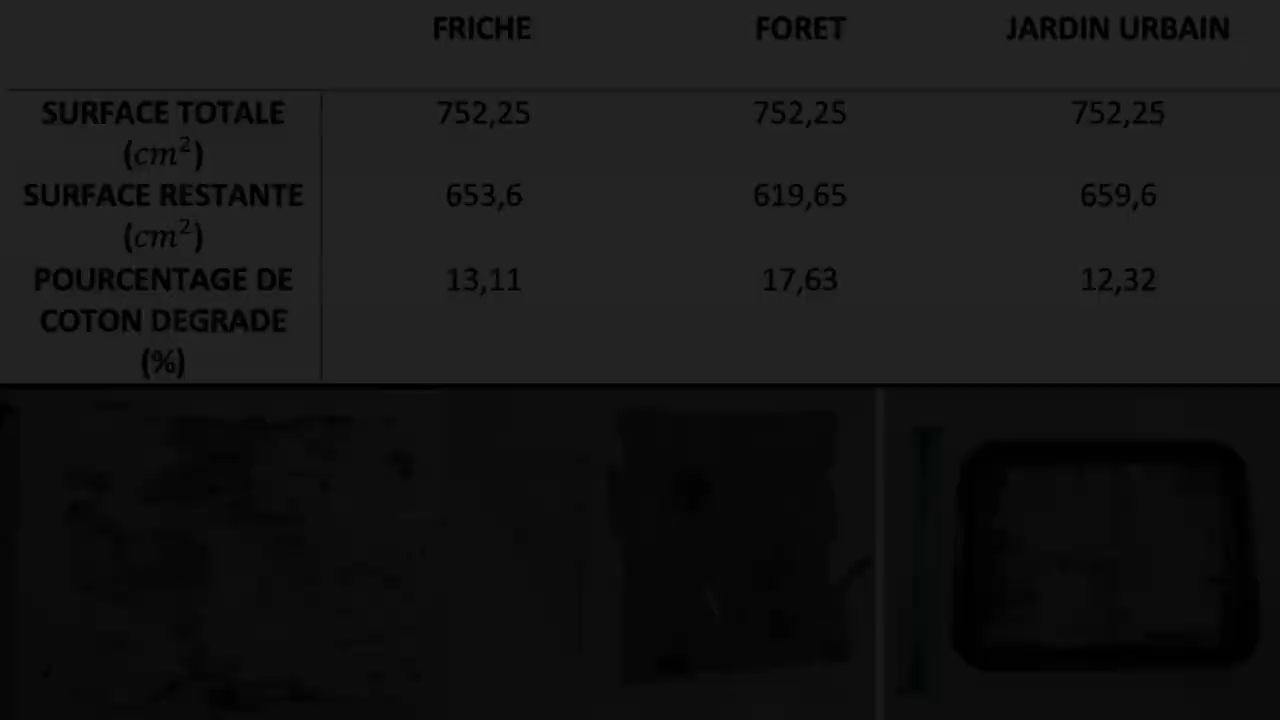 FRICHE FORET JARDIN URBAIN
SURFACE TOTALE 752,25 752,25 752,25
(cm²)
SURFACE RESTANTE 653,6 619,65 659,6
(cm²)
POURCENTAGE DE 13,11 17,63 12,32
COTON DEGRADE
(%)